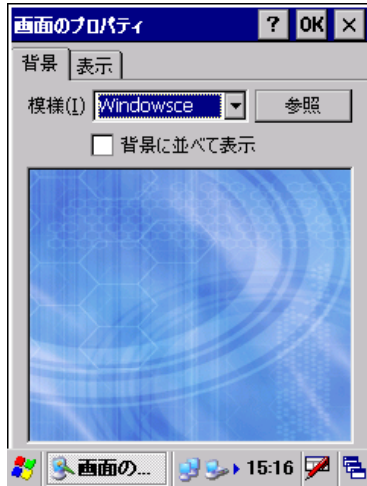 画面のプロパティ ? OK ×
背景 表示
模様(I) Windowsce 参照
背景に並べて表示
画面の... 15:16